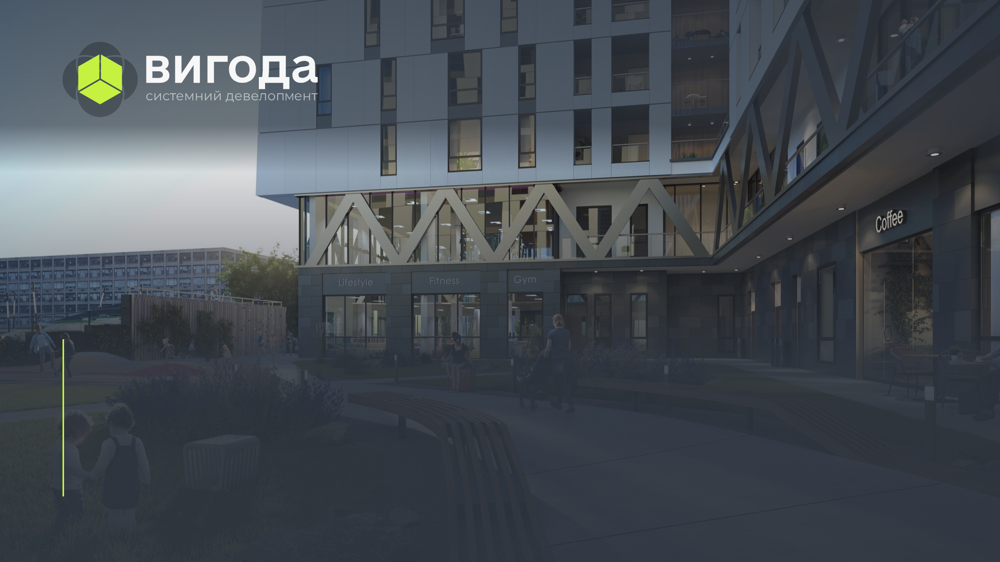 вигода
системний девелопмент
Coffee
Lifestyle
Fitness
Gym